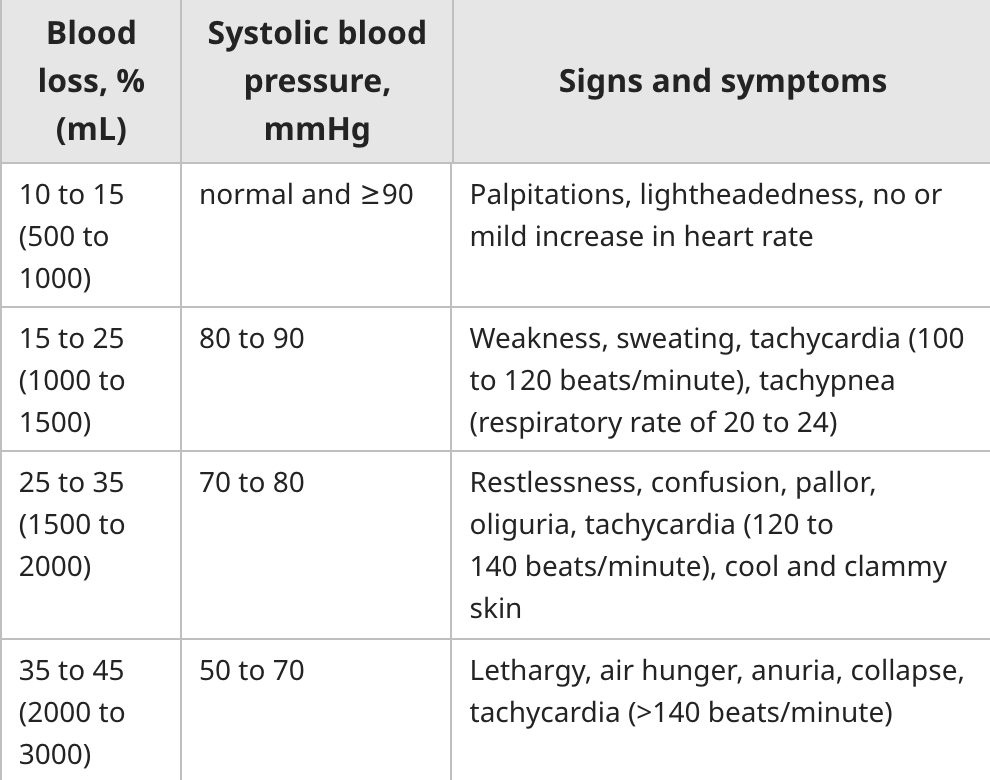 Blood
loss, %
(mL)
Systolic blood
pressure,
mmHg
Signs and symptoms
10 to 15
(500 to
1000)
normal and ≥90
Palpitations, lightheadedness, no or
mild increase in heart rate
15 to 25
(1000 to
1500)
80 to 90
Weakness, sweating, tachycardia (100
to 120 beats/minute), tachypnea
(respiratory rate of 20 to 24)
25 to 35
(1500 to
2000)
70 to 80
Restlessness, confusion, pallor,
oliguria, tachycardia (120 to
140 beats/minute), cool and clammy
skin
35 to 45
(2000 to
3000)
50 to 70
Lethargy, air hunger, anuria, collapse,
tachycardia (>140 beats/minute)